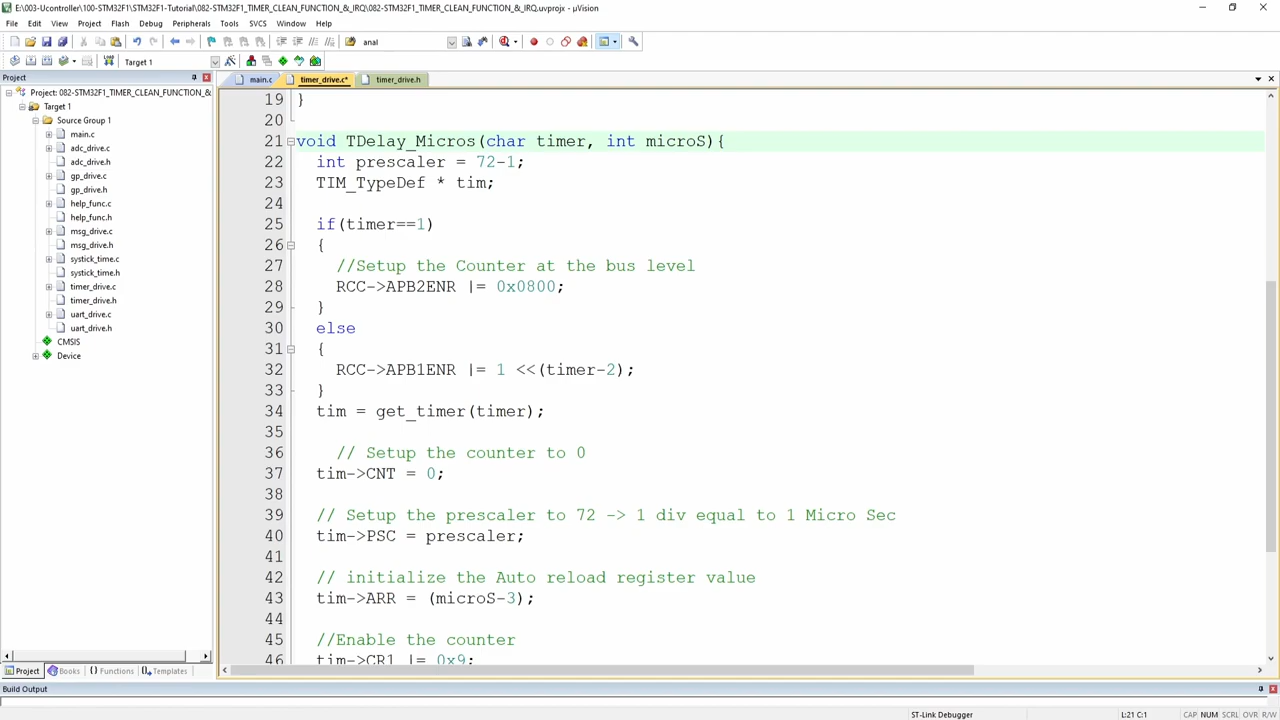 E:\003-Ucontroller\100-STM32F1\STM32F1-Tutorial\082-STM32F1_TIMER_CLEAN_FUNCTION_&_IRQ\082-STM32F1_TIMER_CLEAN_FUNCTION_&_IRQ.uvprojx - µVision
File Edit View Project Flash Debug Peripherals Tools SVCS Window Help
anal
Target 1
Project
main.c timer_drive.c* timer_drive.h
Project: 082-STM32F1_TIMER_CLEAN_FUNCTION_&
Target 1
Source Group 1
main.c
adc_drive.c
adc_drive.h
gp_drive.c
gp_drive.h
help_func.c
help_func.h
msg_drive.c
msg_drive.h
systick_time.c
systick_time.h
timer_drive.c
timer_drive.h
uart_drive.c
uart_drive.h
CMSIS
Device
19 }
20
21 void TDelay_Micros(char timer, int microS){
22 int prescaler = 72-1;
23 TIM_TypeDef * tim;
24
25 if(timer==1)
26 {
27 //Setup the Counter at the bus level
28 RCC->APB2ENR |= 0x0800;
29 }
30 else
31 {
32 RCC->APB1ENR |= 1 <<(timer-2);
33 }
34 tim = get_timer(timer);
35
36 // Setup the counter to 0
37 tim->CNT = 0;
38
39 // Setup the prescaler to 72 -> 1 div equal to 1 Micro Sec
40 tim->PSC = prescaler;
41
42 // initialize the Auto reload register value
43 tim->ARR = (microS-3);
44
45 //Enable the counter
46 tim->CR1 |= 0x9;
Project Books {} Functions Templates
Build Output
ST-Link Debugger L:21 C:1 CAP NUM SCRL OVR R/W